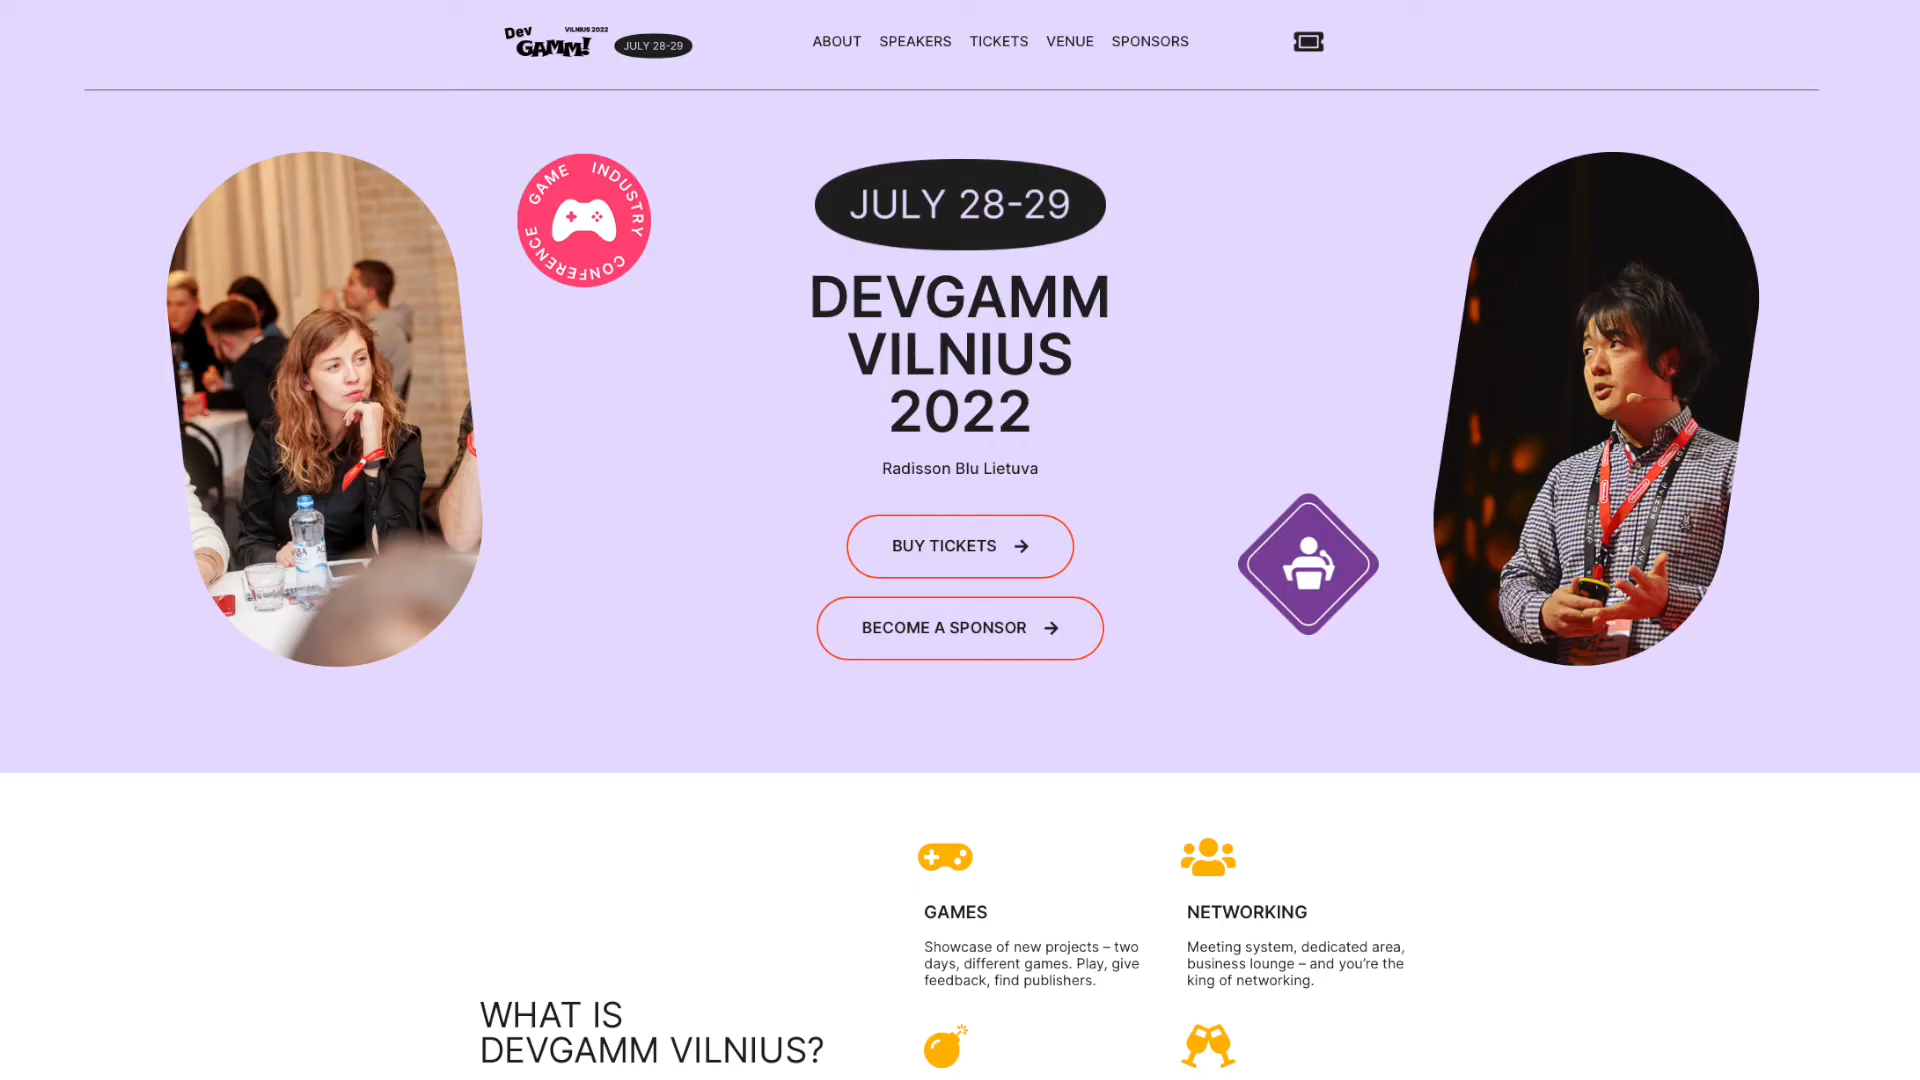 Dev
GAMM!
VILNIUS 2022
JULY 28-29
ABOUT SPEAKERS TICKETS VENUE SPONSORS
GAME INDUSTRY CONFERENCE
JULY 28-29
DEVGAMM
VILNIUS
2022
Radisson Blu Lietuva
BUY TICKETS
BECOME A SPONSOR
WHAT IS
DEVGAMM VILNIUS?
GAMES
Showcase of new projects – two
days, different games. Play, give
feedback, find publishers.
NETWORKING
Meeting system, dedicated area,
business lounge – and you’re the
king of networking.